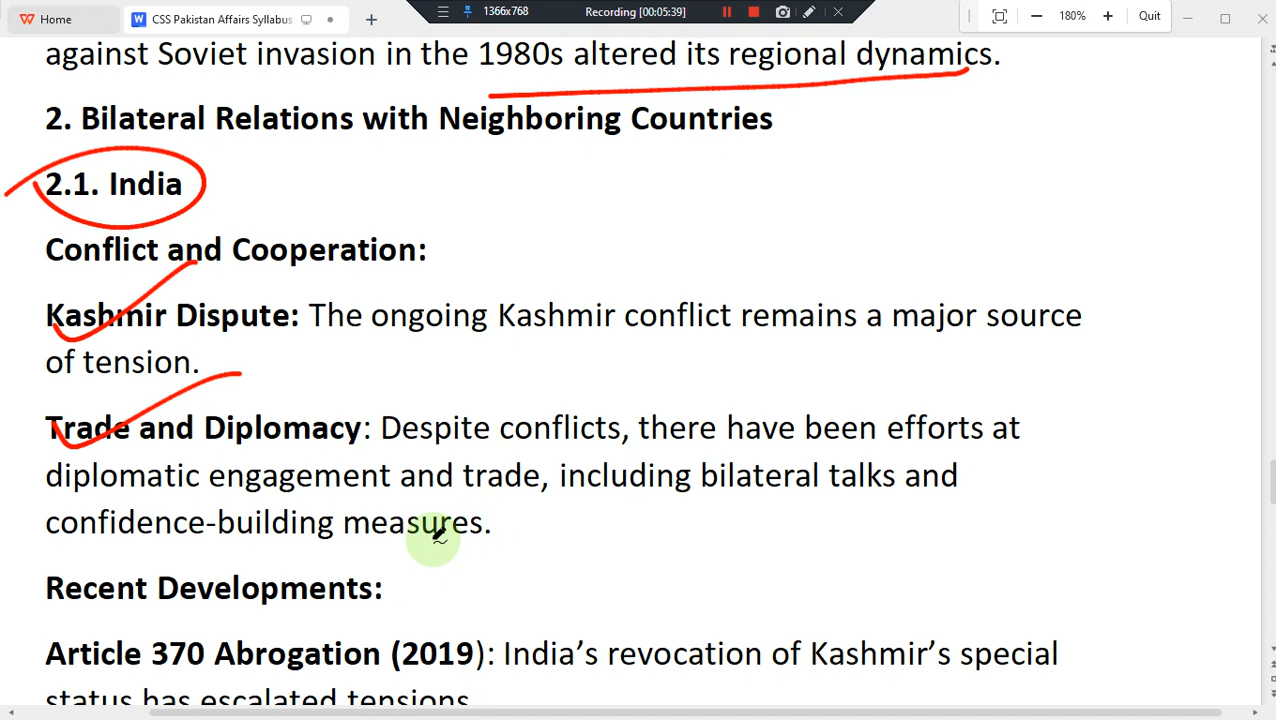 Home
CSS Pakistan Affairs Syllabus
1366x768
Recording [00:05:39]
180%
Quit
against Soviet invasion in the 1980s altered its regional dynamics.
2. Bilateral Relations with Neighboring Countries
2.1. India
Conflict and Cooperation:
Kashmir Dispute: The ongoing Kashmir conflict remains a major source
of tension.
Trade and Diplomacy: Despite conflicts, there have been efforts at
diplomatic engagement and trade, including bilateral talks and
confidence-building measures.
Recent Developments:
Article 370 Abrogation (2019): India’s revocation of Kashmir’s special
status has escalated tensions.